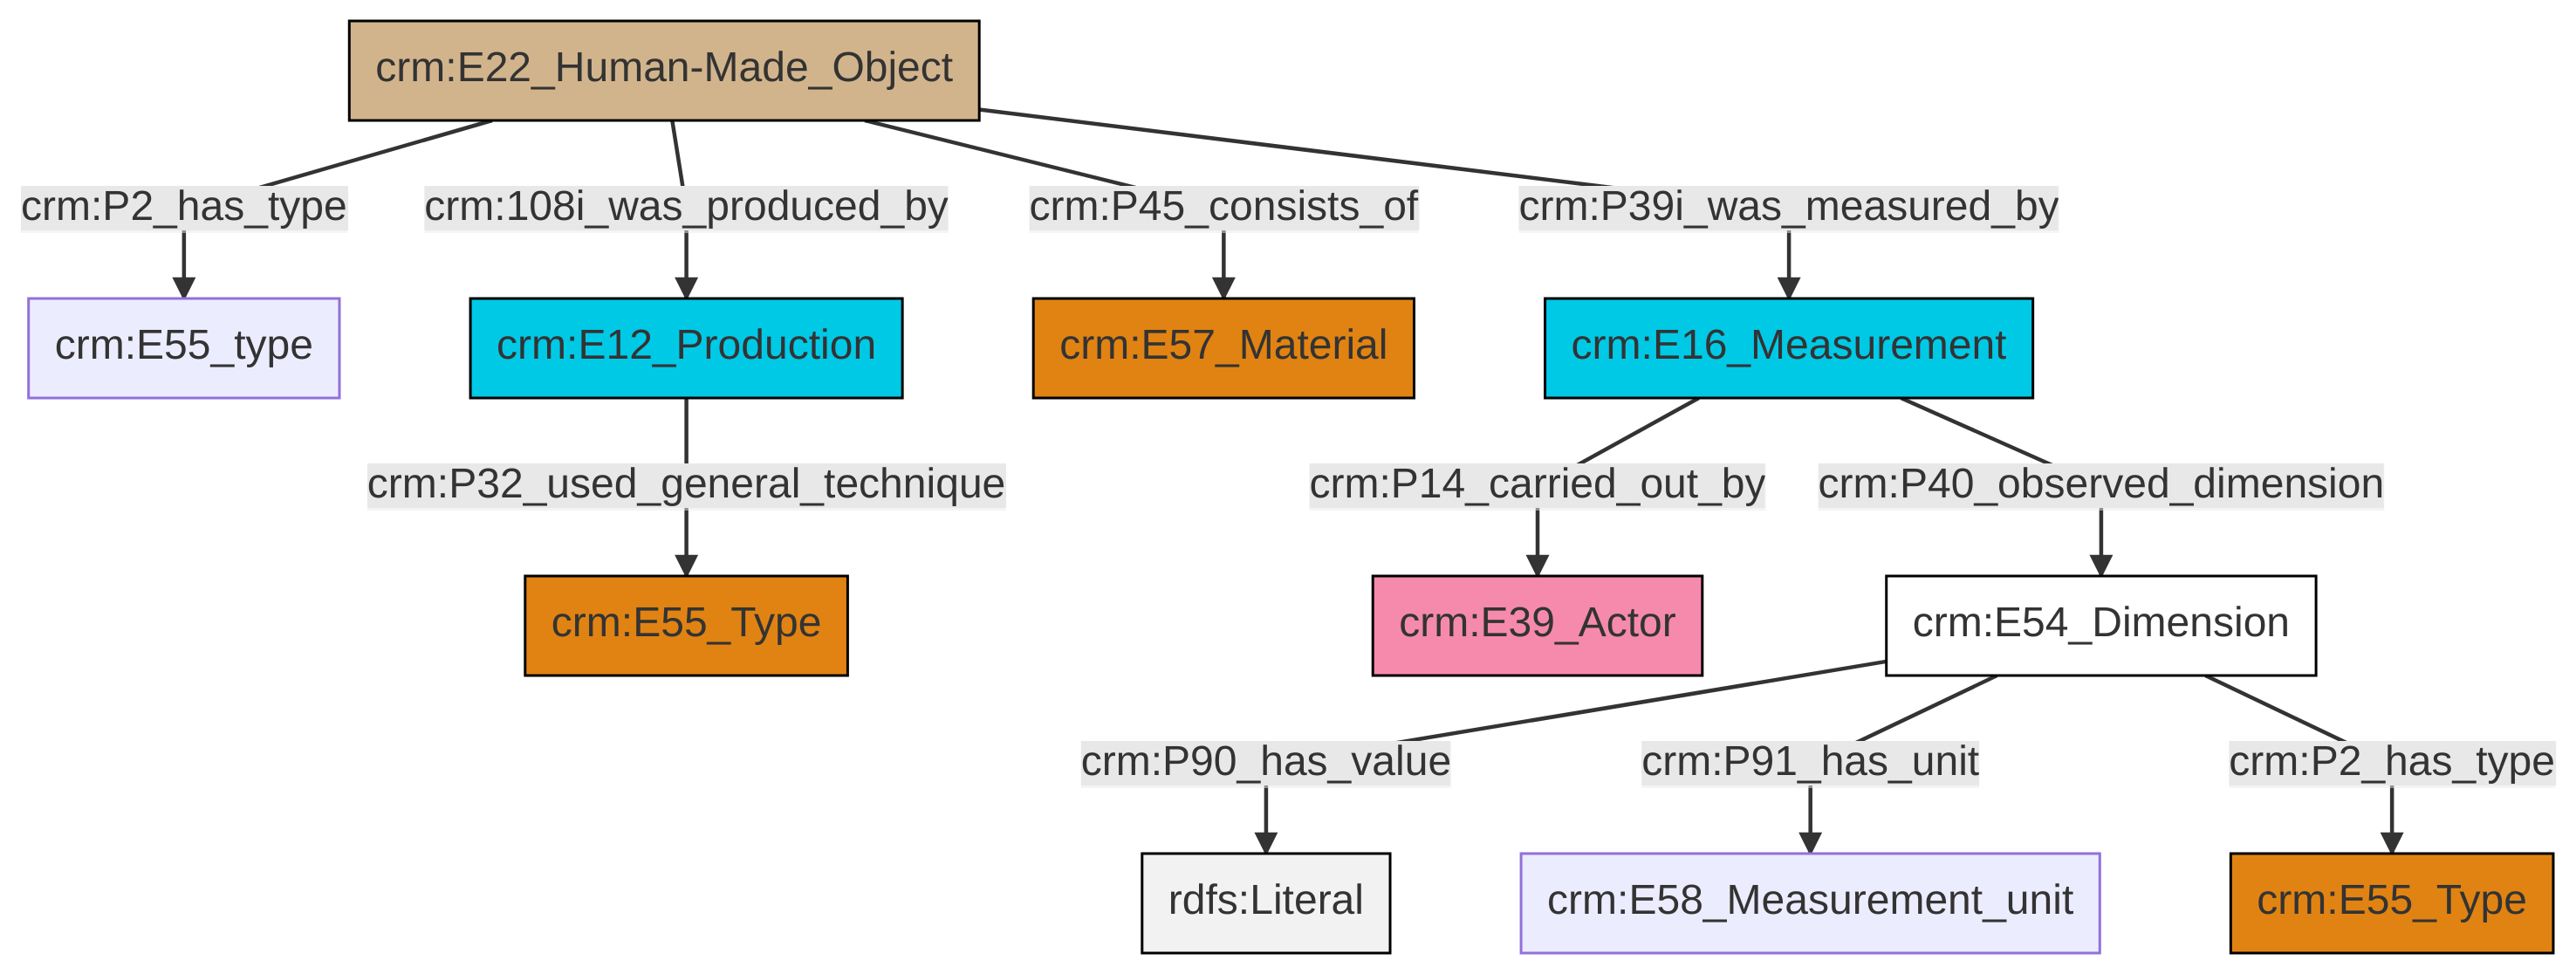 crm:E22_Human-Made_Object
crm:P2_has_type
crm:108i_was_produced_by
crm:P45_consists_of
crm:P39i_was_measured_by
crm:E55_type
crm:E12_Production
crm:E57_Material
crm:E16_Measurement
crm:P32_used_general_technique
crm:P14_carried_out_by
crm:P40_observed_dimension
crm:E55_Type
crm:E39_Actor
crm:E54_Dimension
crm:P90_has_value
crm:P91_has_unit
crm:P2_has_type
rdfs:Literal
crm:E58_Measurement_unit
crm:E55_Type